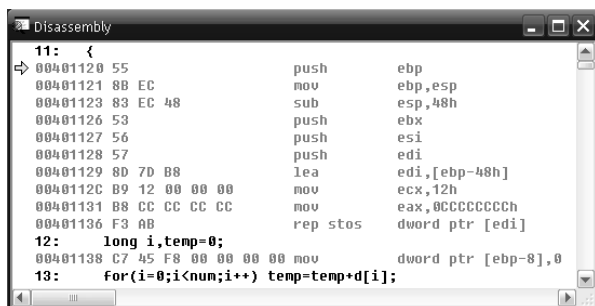 Disassembly
11: {
00401120 55 push ebp
00401121 8B EC mov ebp,esp
00401123 83 EC 48 sub esp,48h
00401126 53 push ebx
00401127 56 push esi
00401128 57 push edi
00401129 8D 7D B8 lea edi,[ebp-48h]
0040112C B9 12 00 00 00 mov ecx,12h
00401131 B8 CC CC CC CC mov eax,0CCCCCCCCh
00401136 F3 AB rep stos dword ptr [edi]
12: long i,temp=0;
00401138 C7 45 F8 00 00 00 00 mov dword ptr [ebp-8],0
13: for(i=0;i<num;i++) temp=temp+d[i];